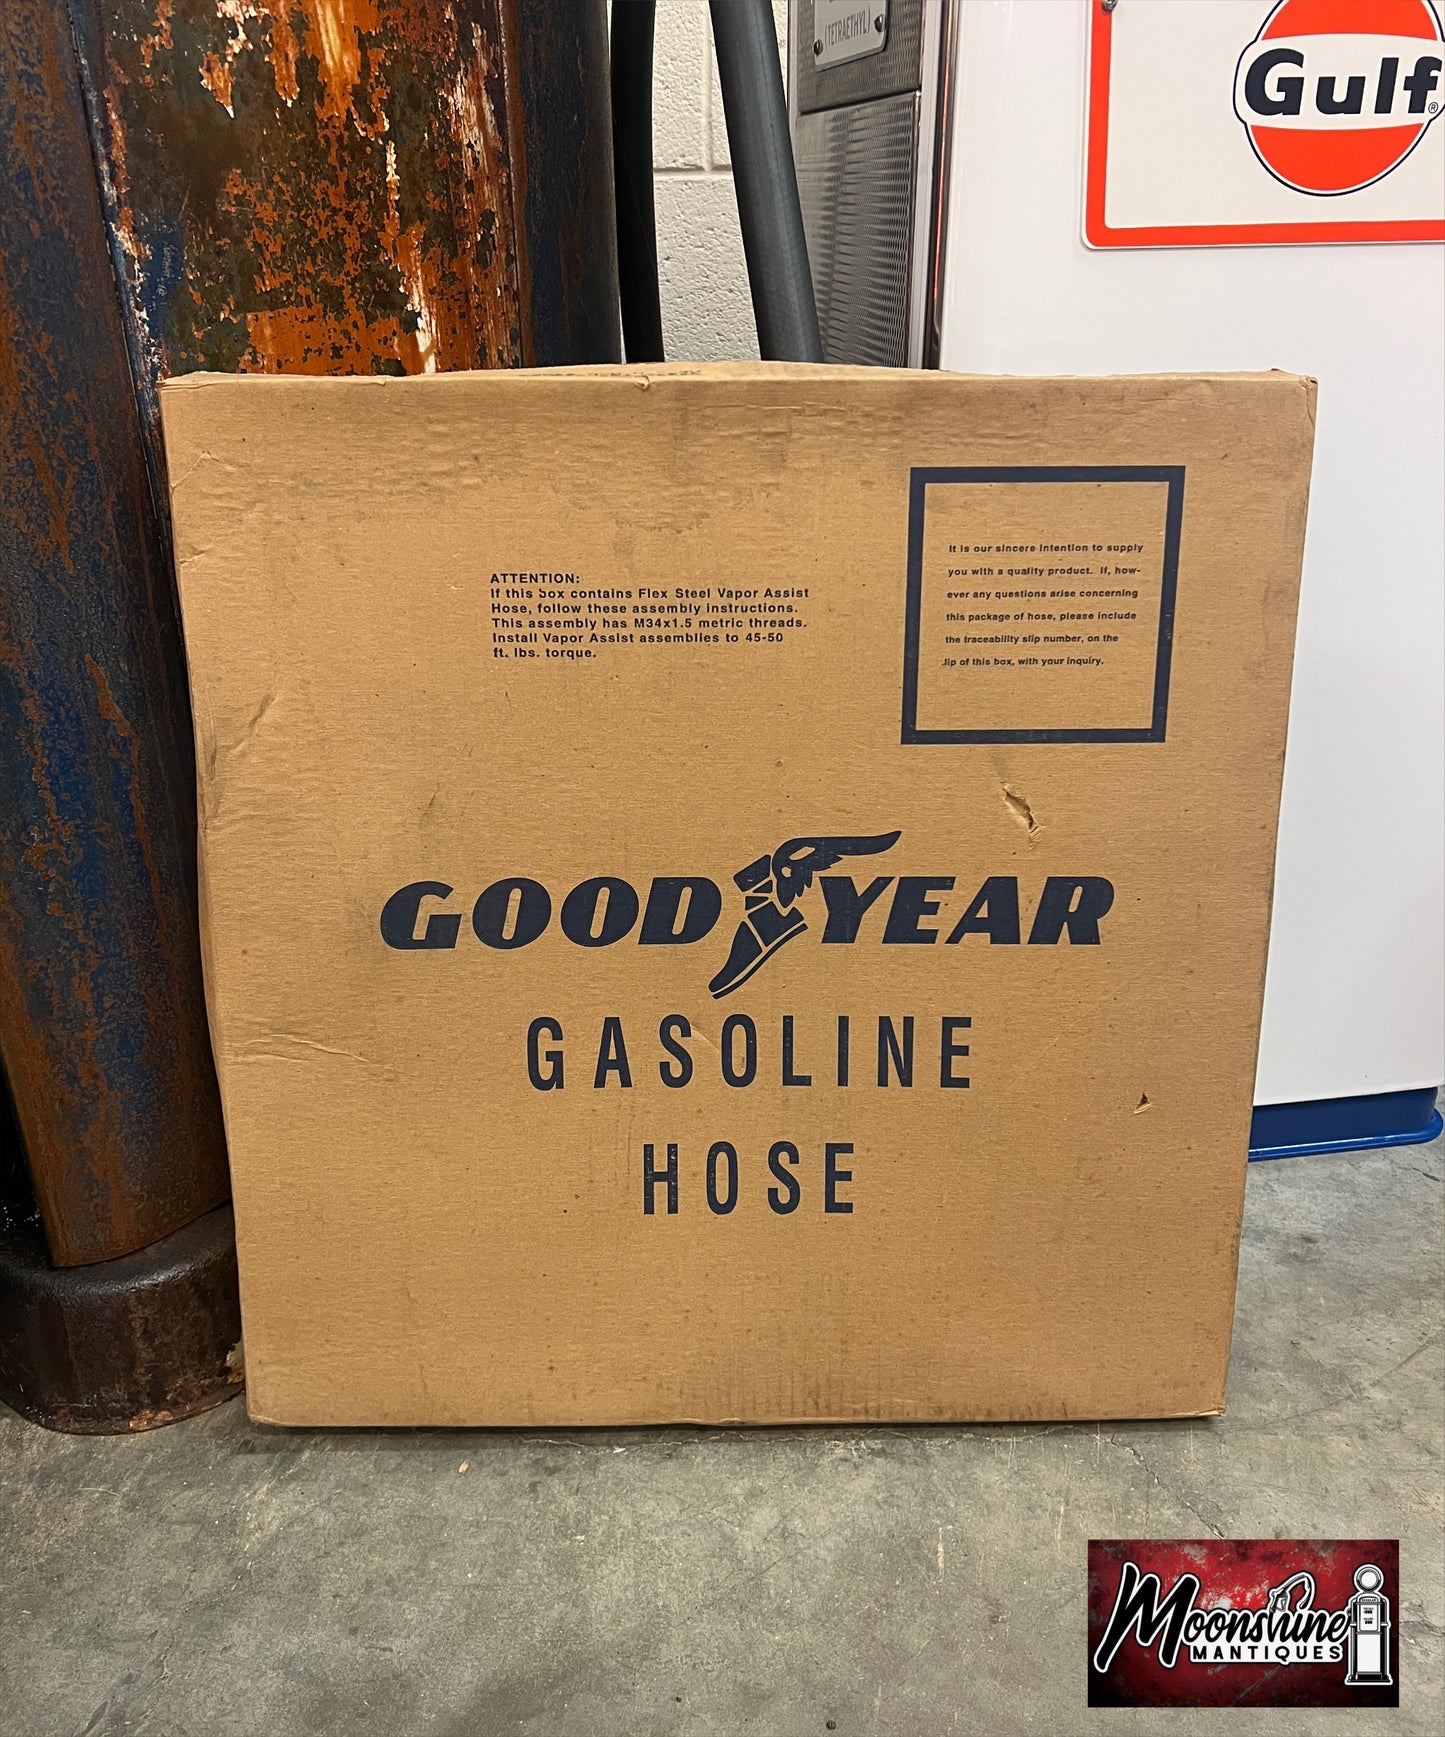 (TETRAETHYL)
Gulf®
ATTENTION:
If this box contains Flex Steel Vapor Assist
Hose, follow these assembly instructions.
This assembly has M34x1.5 metric threads.
Install Vapor Assist assemblies to 45-50
ft. lbs. torque.
It is our sincere intention to supply
you with a quality product. If, how-
ever any questions arise concerning
this package of hose, please include
the traceability slip number, on the
lip of this box, with your inquiry.
GOOD YEAR
GASOLINE
HOSE
Moonshine
MANTIQUES